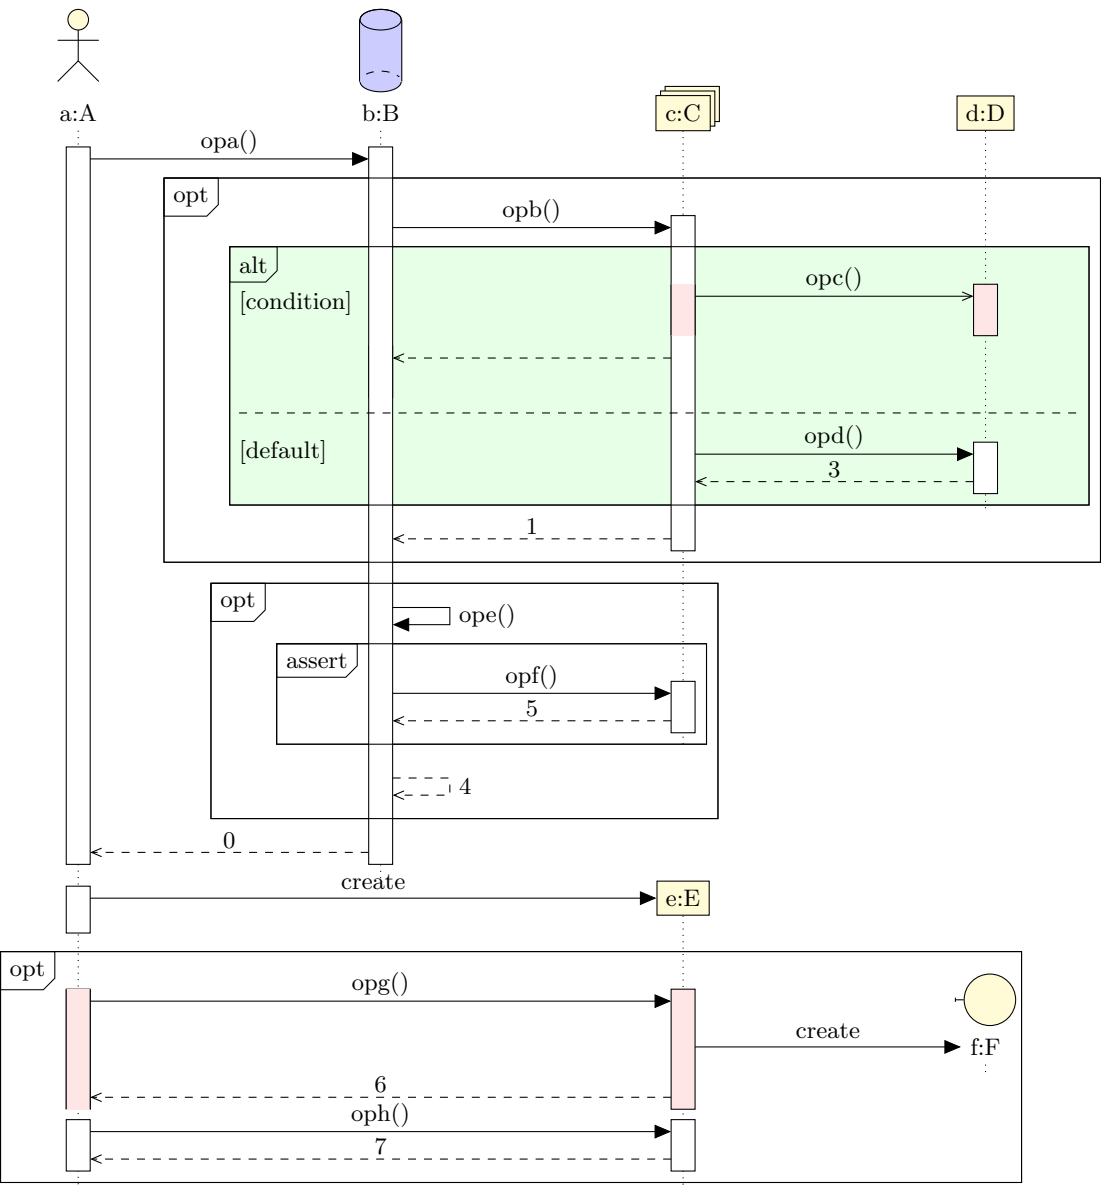 a:A
b:B
c:C
d:D
opa()
opt
opb()
alt
opc()
[condition]
opd()
[default]
3
1
opt
ope()
assert
opf()
5
4
0
create
e:E
opt
opg()
create
f:F
6
oph()
7